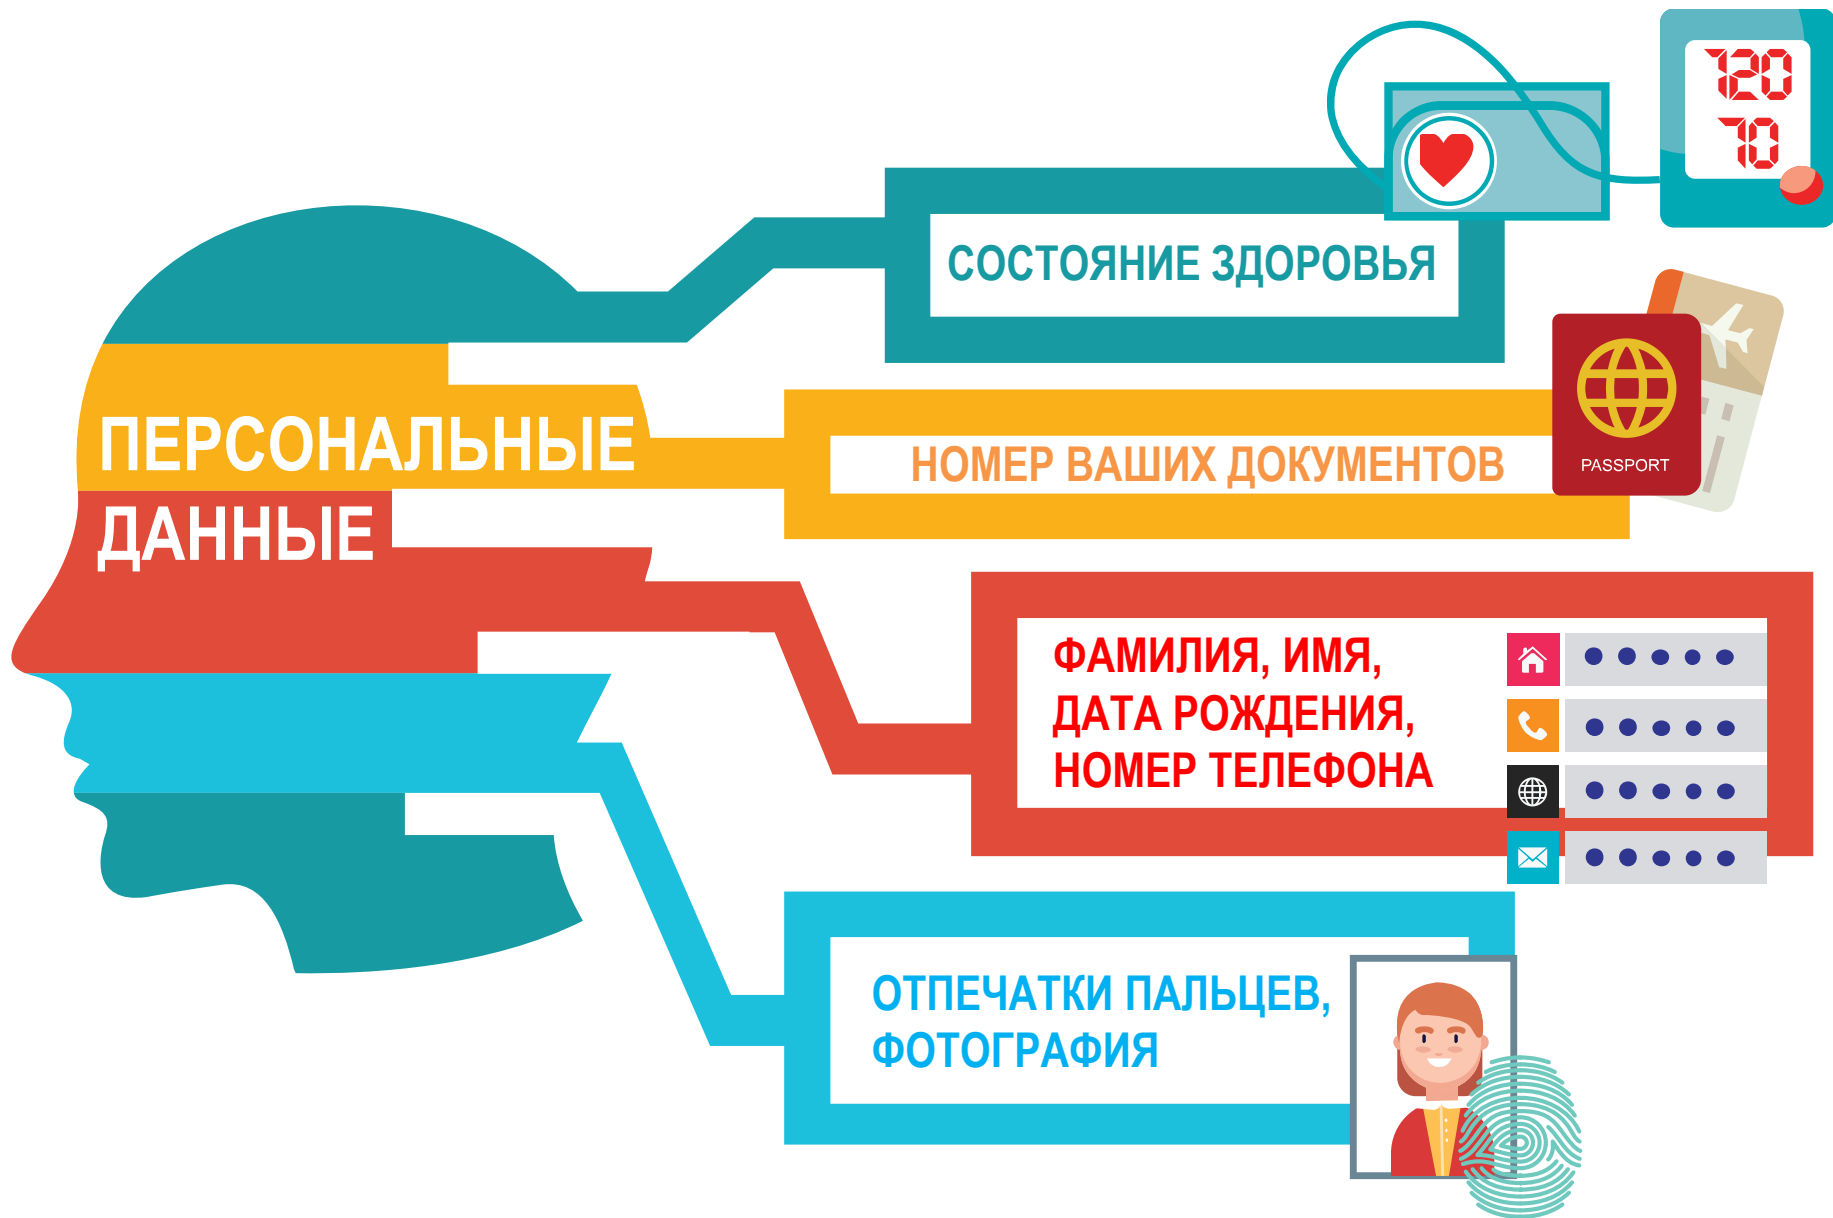 ПЕРСОНАЛЬНЫЕ
ДАННЫЕ
120
70
СОСТОЯНИЕ ЗДОРОВЬЯ
НОМЕР ВАШИХ ДОКУМЕНТОВ
PASSPORT
ФАМИЛИЯ, ИМЯ,
ДАТА РОЖДЕНИЯ,
НОМЕР ТЕЛЕФОНА
ОТПЕЧАТКИ ПАЛЬЦЕВ,
ФОТОГРАФИЯ